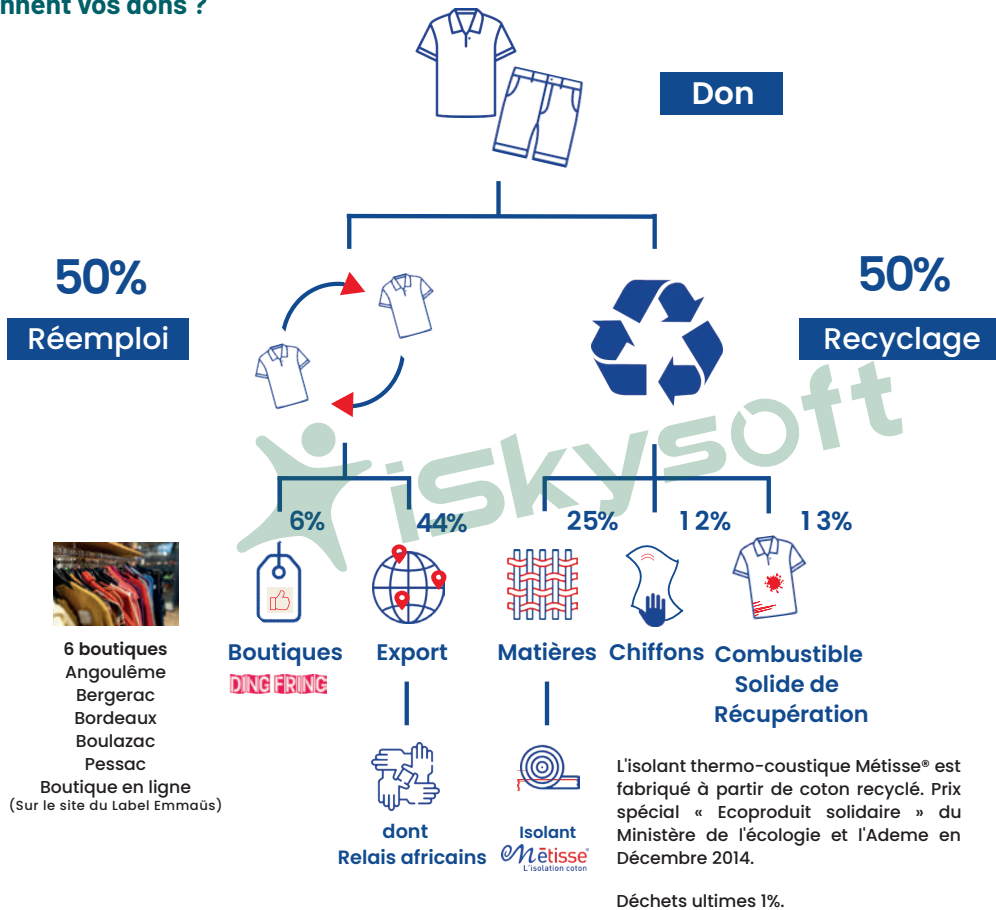 nnent vos dons ?
Don
50%
50%
Réemploi
Recyclage
iskysoft
6%
44%
25%
12%
13%
6 boutiques
Angoulême
Bergerac
Bordeaux
Boulazac
Pessac
Boutique en ligne
(Sur le site du Label Emmaüs)
Boutiques
DING FRING
Export
Matières
Chiffons
Combustible
Solide de
Récupération
dont
Relais africains
Isolant
Métisse®
L'isolation coton
L'isolant thermo-coustique Métisse® est
fabriqué à partir de coton recyclé. Prix
spécial « Ecoproduit solidaire » du
Ministère de l'écologie et l'Ademe en
Décembre 2014.
Déchets ultimes 1%.